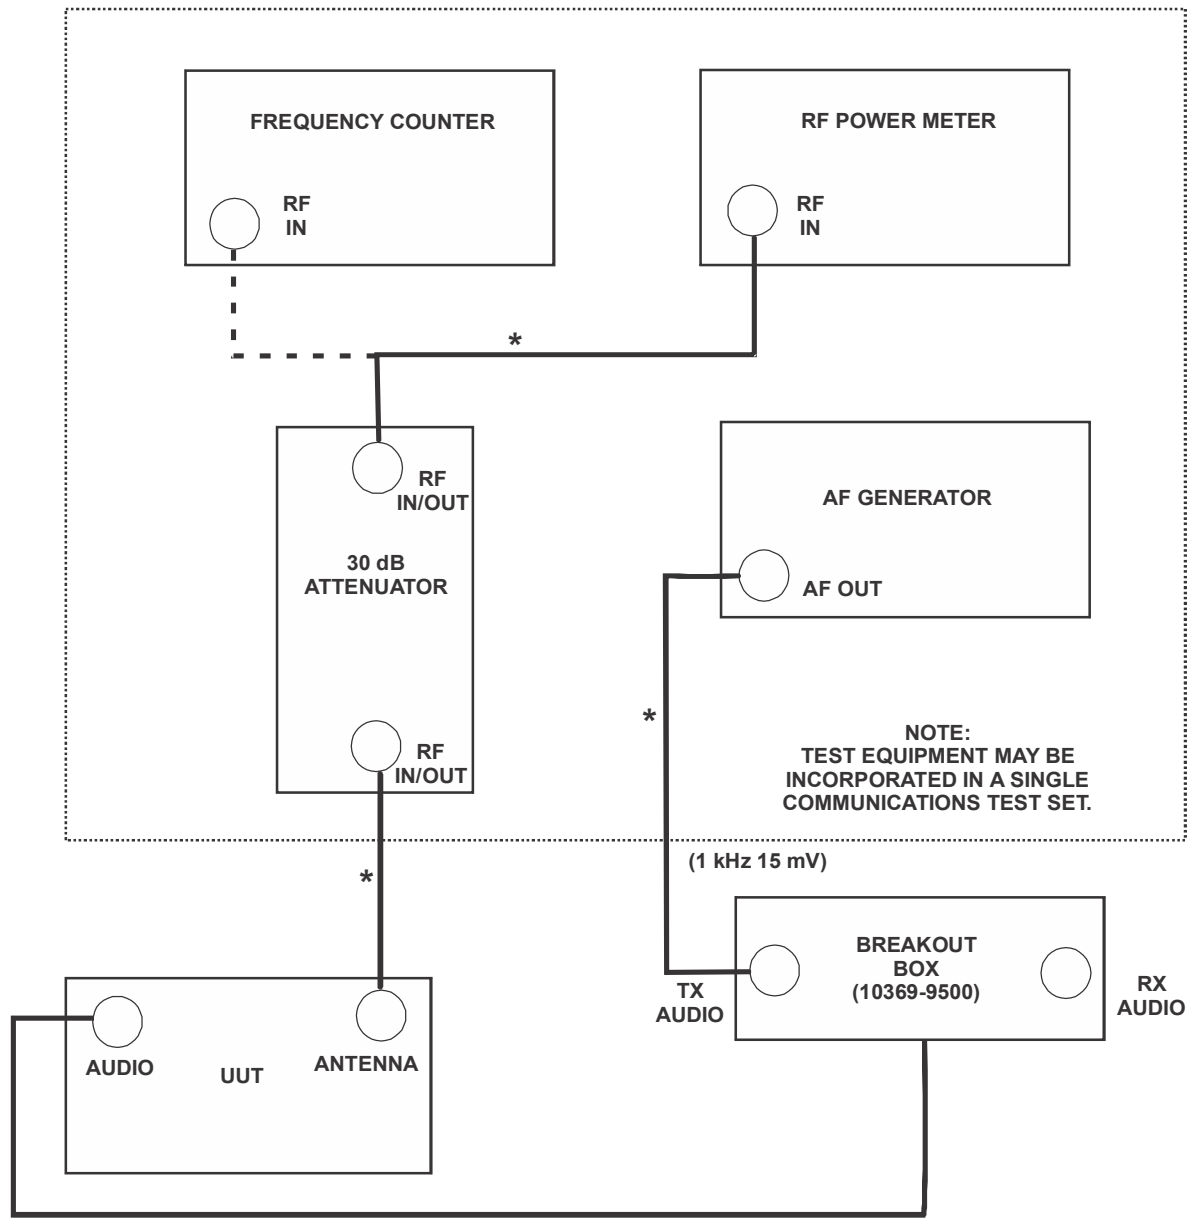 FREQUENCY COUNTER
RF
IN
RF POWER METER
RF
IN
*
RF
IN/OUT
30 dB
ATTENUATOR
RF
IN/OUT
AF GENERATOR
AF OUT
*
NOTE:
TEST EQUIPMENT MAY BE
INCORPORATED IN A SINGLE
COMMUNICATIONS TEST SET.
*
(1 kHz 15 mV)
BREAKOUT
BOX
(10369-9500)
TX
AUDIO
RX
AUDIO
AUDIO
UUT
ANTENNA